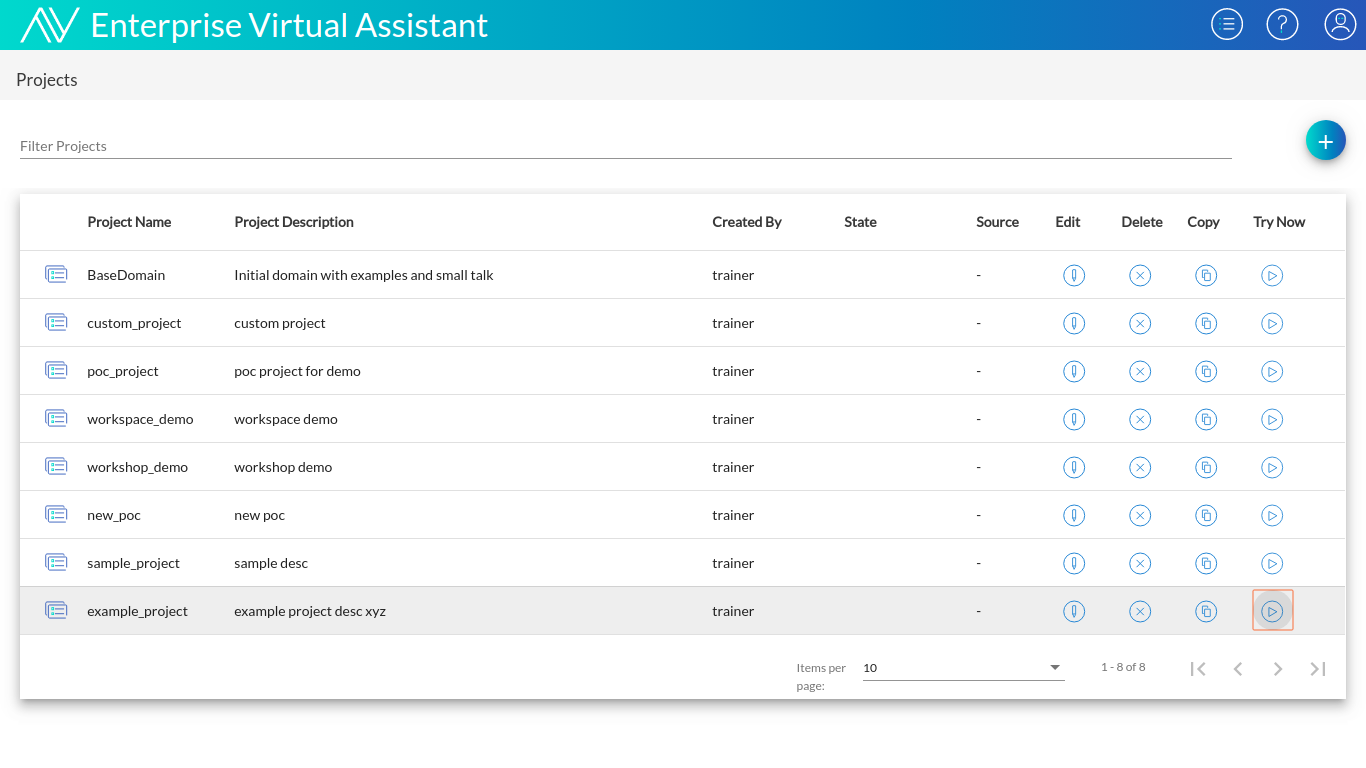 Enterprise Virtual Assistant
Projects
Filter Projects
+
Project Name Project Description Created By State Source Edit Delete Copy Try Now
BaseDomain Initial domain with examples and small talk trainer -
custom_project custom project trainer -
poc_project poc project for demo trainer -
workspace_demo workspace demo trainer -
workshop_demo workshop demo trainer -
new_poc new poc trainer -
sample_project sample desc trainer -
example_project example project desc xyz trainer -
Items per page: 10 1 - 8 of 8